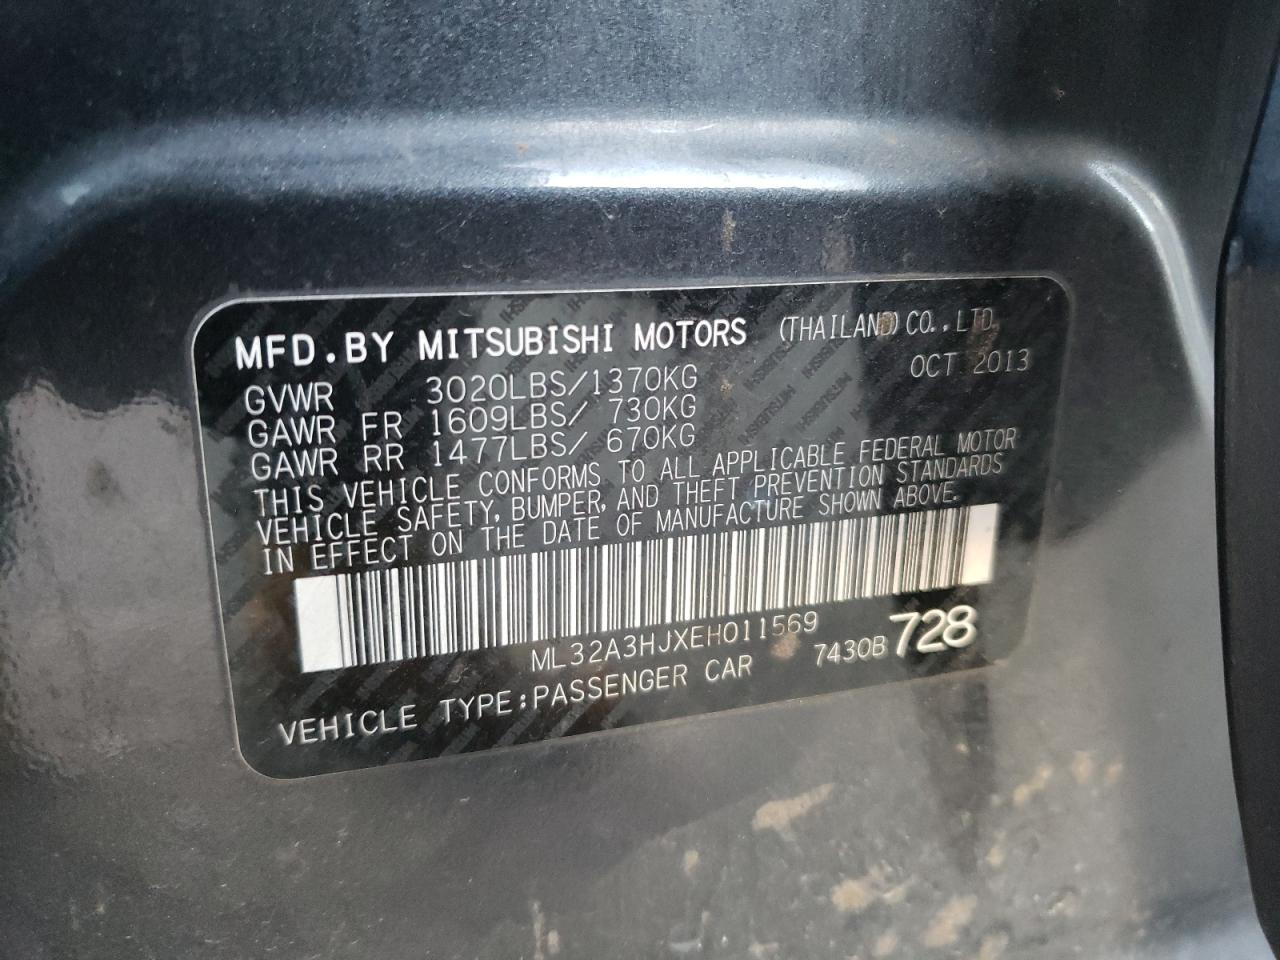 MFD.BY MITSUBISHI MOTORS (THAILAND) CO.,LTD.
OCT 2013
GVWR 3020LBS/1370KG
GAWR FR 1609LBS/ 730KG
GAWR RR 1477LBS/ 670KG
THIS VEHICLE CONFORMS TO ALL APPLICABLE FEDERAL MOTOR
VEHICLE SAFETY, BUMPER, AND THEFT PREVENTION STANDARDS
IN EFFECT ON THE DATE OF MANUFACTURE SHOWN ABOVE.
ML32A3HJXEH011569
7430B 728
VEHICLE TYPE:PASSENGER CAR